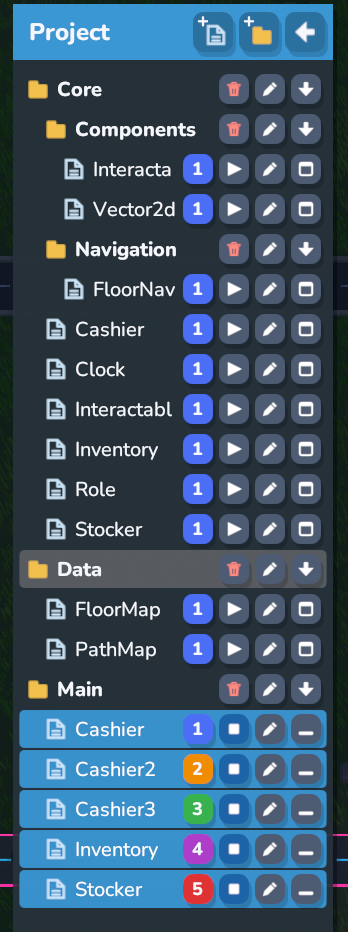 Project
Core
Components
Interacta 1
Vector2d 1
Navigation
FloorNav 1
Cashier 1
Clock 1
Interactabl 1
Inventory 1
Role 1
Stocker 1
Data
FloorMap 1
PathMap 1
Main
Cashier 1
Cashier2 2
Cashier3 3
Inventory 4
Stocker 5